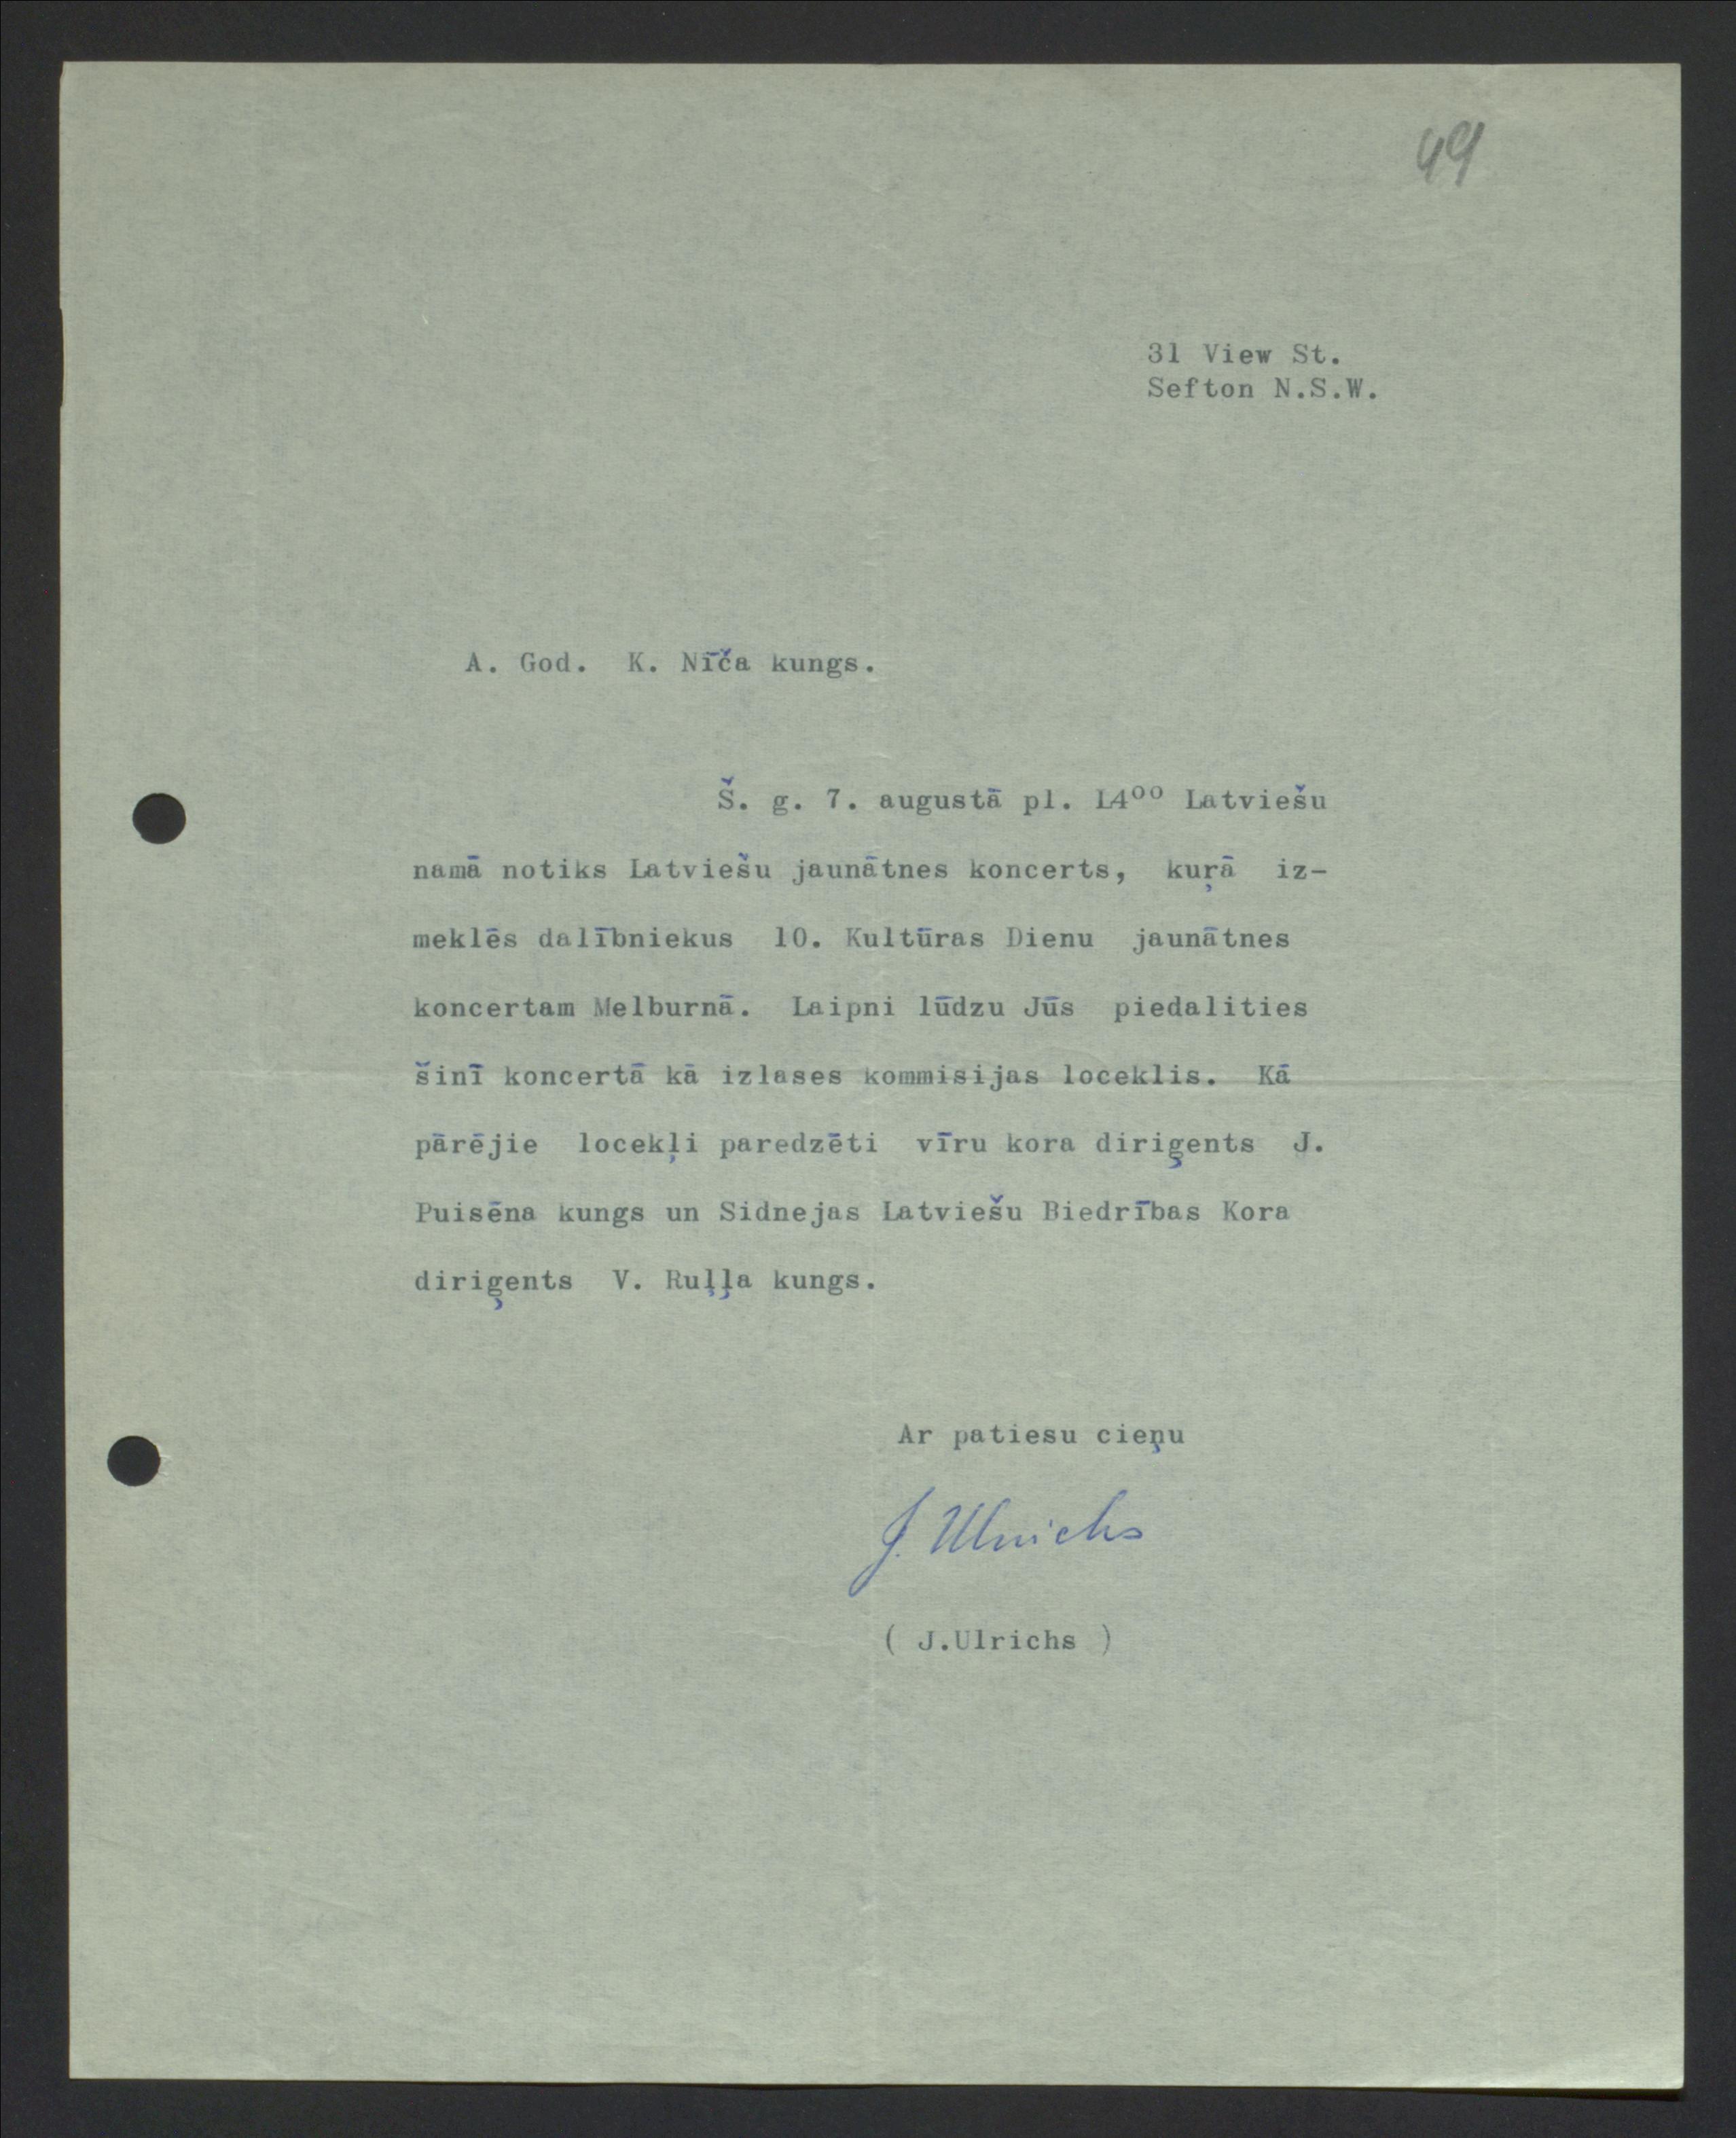 49
31 View St.
Sefton N.S.W.
A. God. K. Nīča kungs.
Š. g. 7. augustā pl. 14⁰⁰ Latviešu
namā notiks Latviešu jaunātnes koncerts, kuŗā iz-
meklēs dalībniekus 10. Kultūras Dienu jaunātnes
koncertam Melburnā. Laipni lūdzu Jūs piedalities
šinī koncertā kā izlases kommisijas loceklis. Kā
pārējie locekļi paredzēti vīru kora diriģents J.
Puisēna kungs un Sidnejas Latviešu Biedrības Kora
diriģents V. Ruļļa kungs.
Ar patiesu cieņu
J. Ulrichs
( J.Ulrichs )